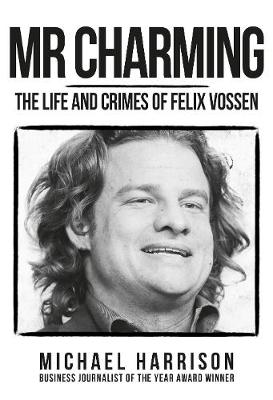 MR CHARMING
THE LIFE AND CRIMES OF FELIX VOSSEN
MICHAEL HARRISON
BUSINESS JOURNALIST OF THE YEAR AWARD WINNER